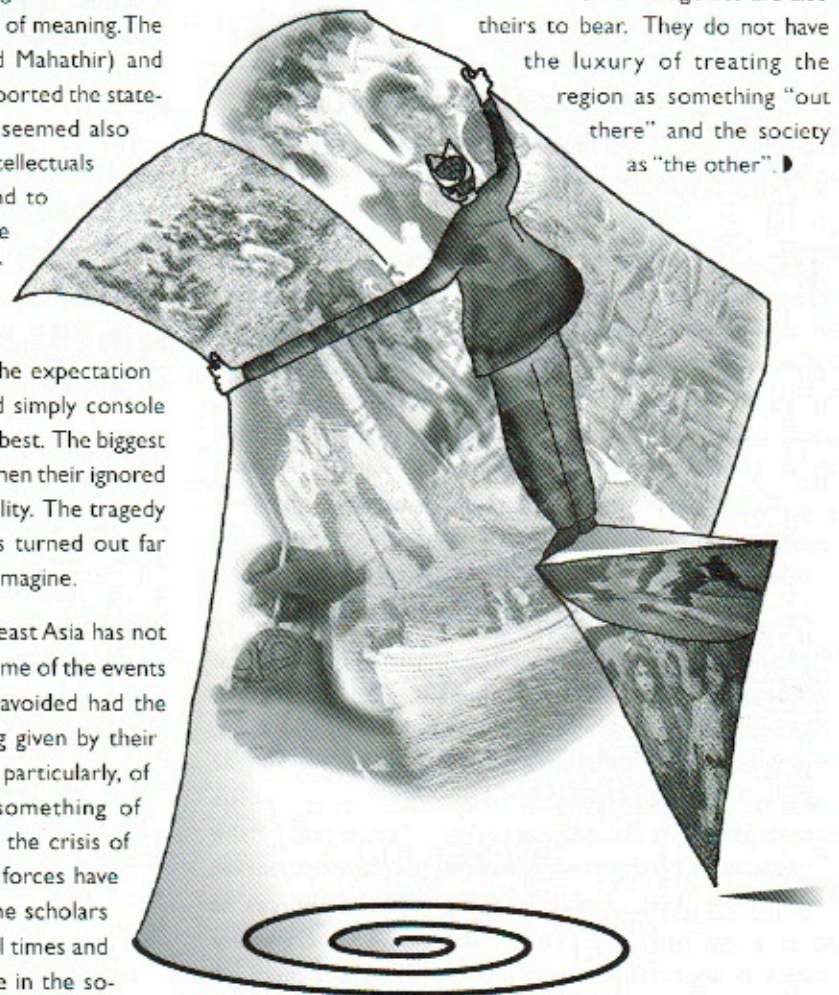 of meaning. The
Mahathir) and
ported the state-
seemed also
tellectuals
nd to
he expectation
simply console
best. The biggest
hen their ignored
lity. The tragedy
s turned out far
magine.
east Asia has not
me of the events
avoided had the
g given by their
particularly, of
something of
the crisis of
forces have
ne scholars
l times and
e in the so-
theirs to bear. They do not have
the luxury of treating the
region as something "out
there" and the society
as "the other".